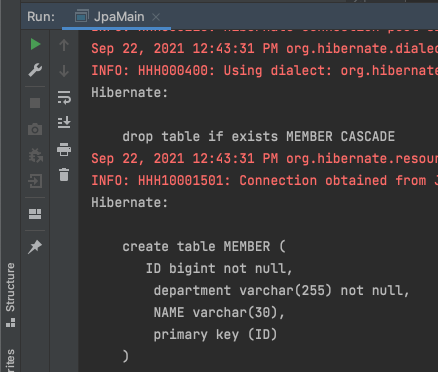 Run: JpaMain
Sep 22, 2021 12:43:31 PM org.hibernate.dialec
INFO: HHH000400: Using dialect: org.hibernate
Hibernate:
drop table if exists MEMBER CASCADE
Sep 22, 2021 12:43:31 PM org.hibernate.resour
INFO: HHH10001501: Connection obtained from J
Hibernate:
create table MEMBER (
ID bigint not null,
department varchar(255) not null,
NAME varchar(30),
primary key (ID)
)
Structure